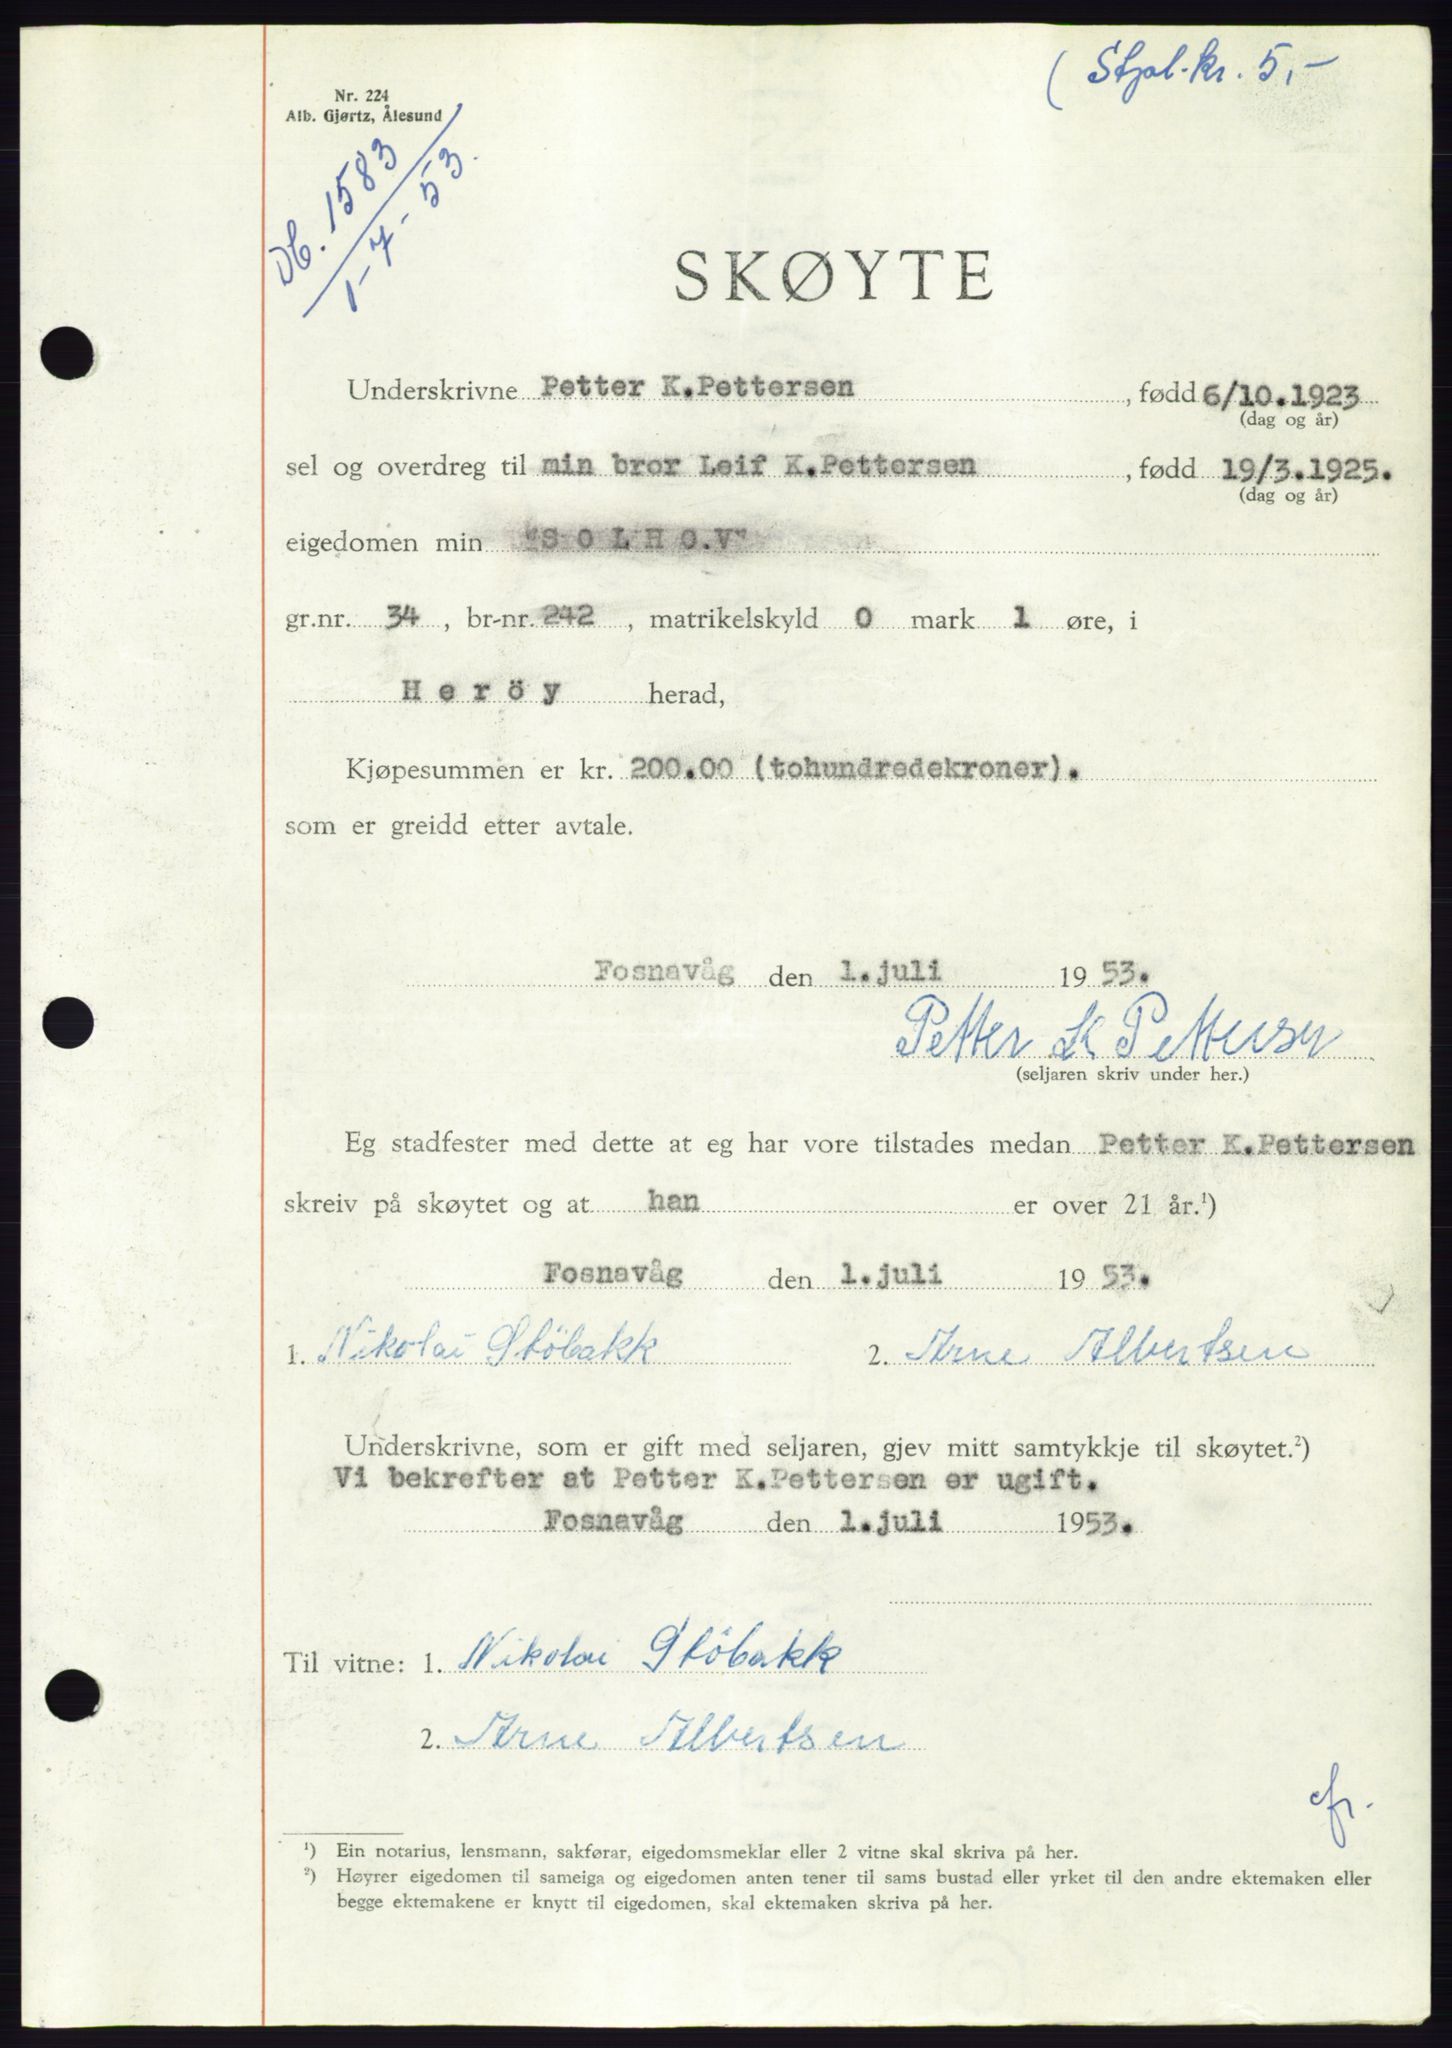 ( Stpl. kr. 5,-
Nr. 224
Alb. Gjørtz, Ålesund
Db. 1583
1-7-53.
SKØYTE
Underskrivne Petter K.Pettersen , fødd 6/10.1923
(dag og år)
sel og overdreg til min bror Leif K.Pettersen , fødd 19/3.1925.
(dag og år)
eigedomen min "S O L H O.V"
gr.nr. 34 , br-nr. 242 , matrikelskyld 0 mark 1 øre, i
H e r ö y herad,
Kjøpesummen er kr. 200.00 (tohundredekroner).
som er greidd etter avtale.
Fosnavåg den 1.juli 1953.
Petter K Pettersen
(seljaren skriv under her.)
Eg stadfester med dette at eg har vore tilstades medan Petter K.Pettersen
skreiv på skøytet og at han er over 21 år.¹)
Fosnavåg den 1.juli 1953.
1. Nikolai Stöbakk 2. Arne Albertsen
Underskrivne, som er gift med seljaren, gjev mitt samtykkje til skøytet.²)
Vi bekrefter at Petter K.Pettersen er ugift.
Fosnavåg den 1.juli 1953.
Til vitne: 1. Nikolai Stöbakk
2. Arne Albertsen
¹) Ein notarius, lensmann, sakførar, eigedomsmeklar eller 2 vitne skal skriva på her.
²) Høyrer eigedomen til sameiga og eigedomen anten tener til sams bustad eller yrket til den andre ektemaken eller
begge ektemakene er knytt til eigedomen, skal ektemaken skriva på her.